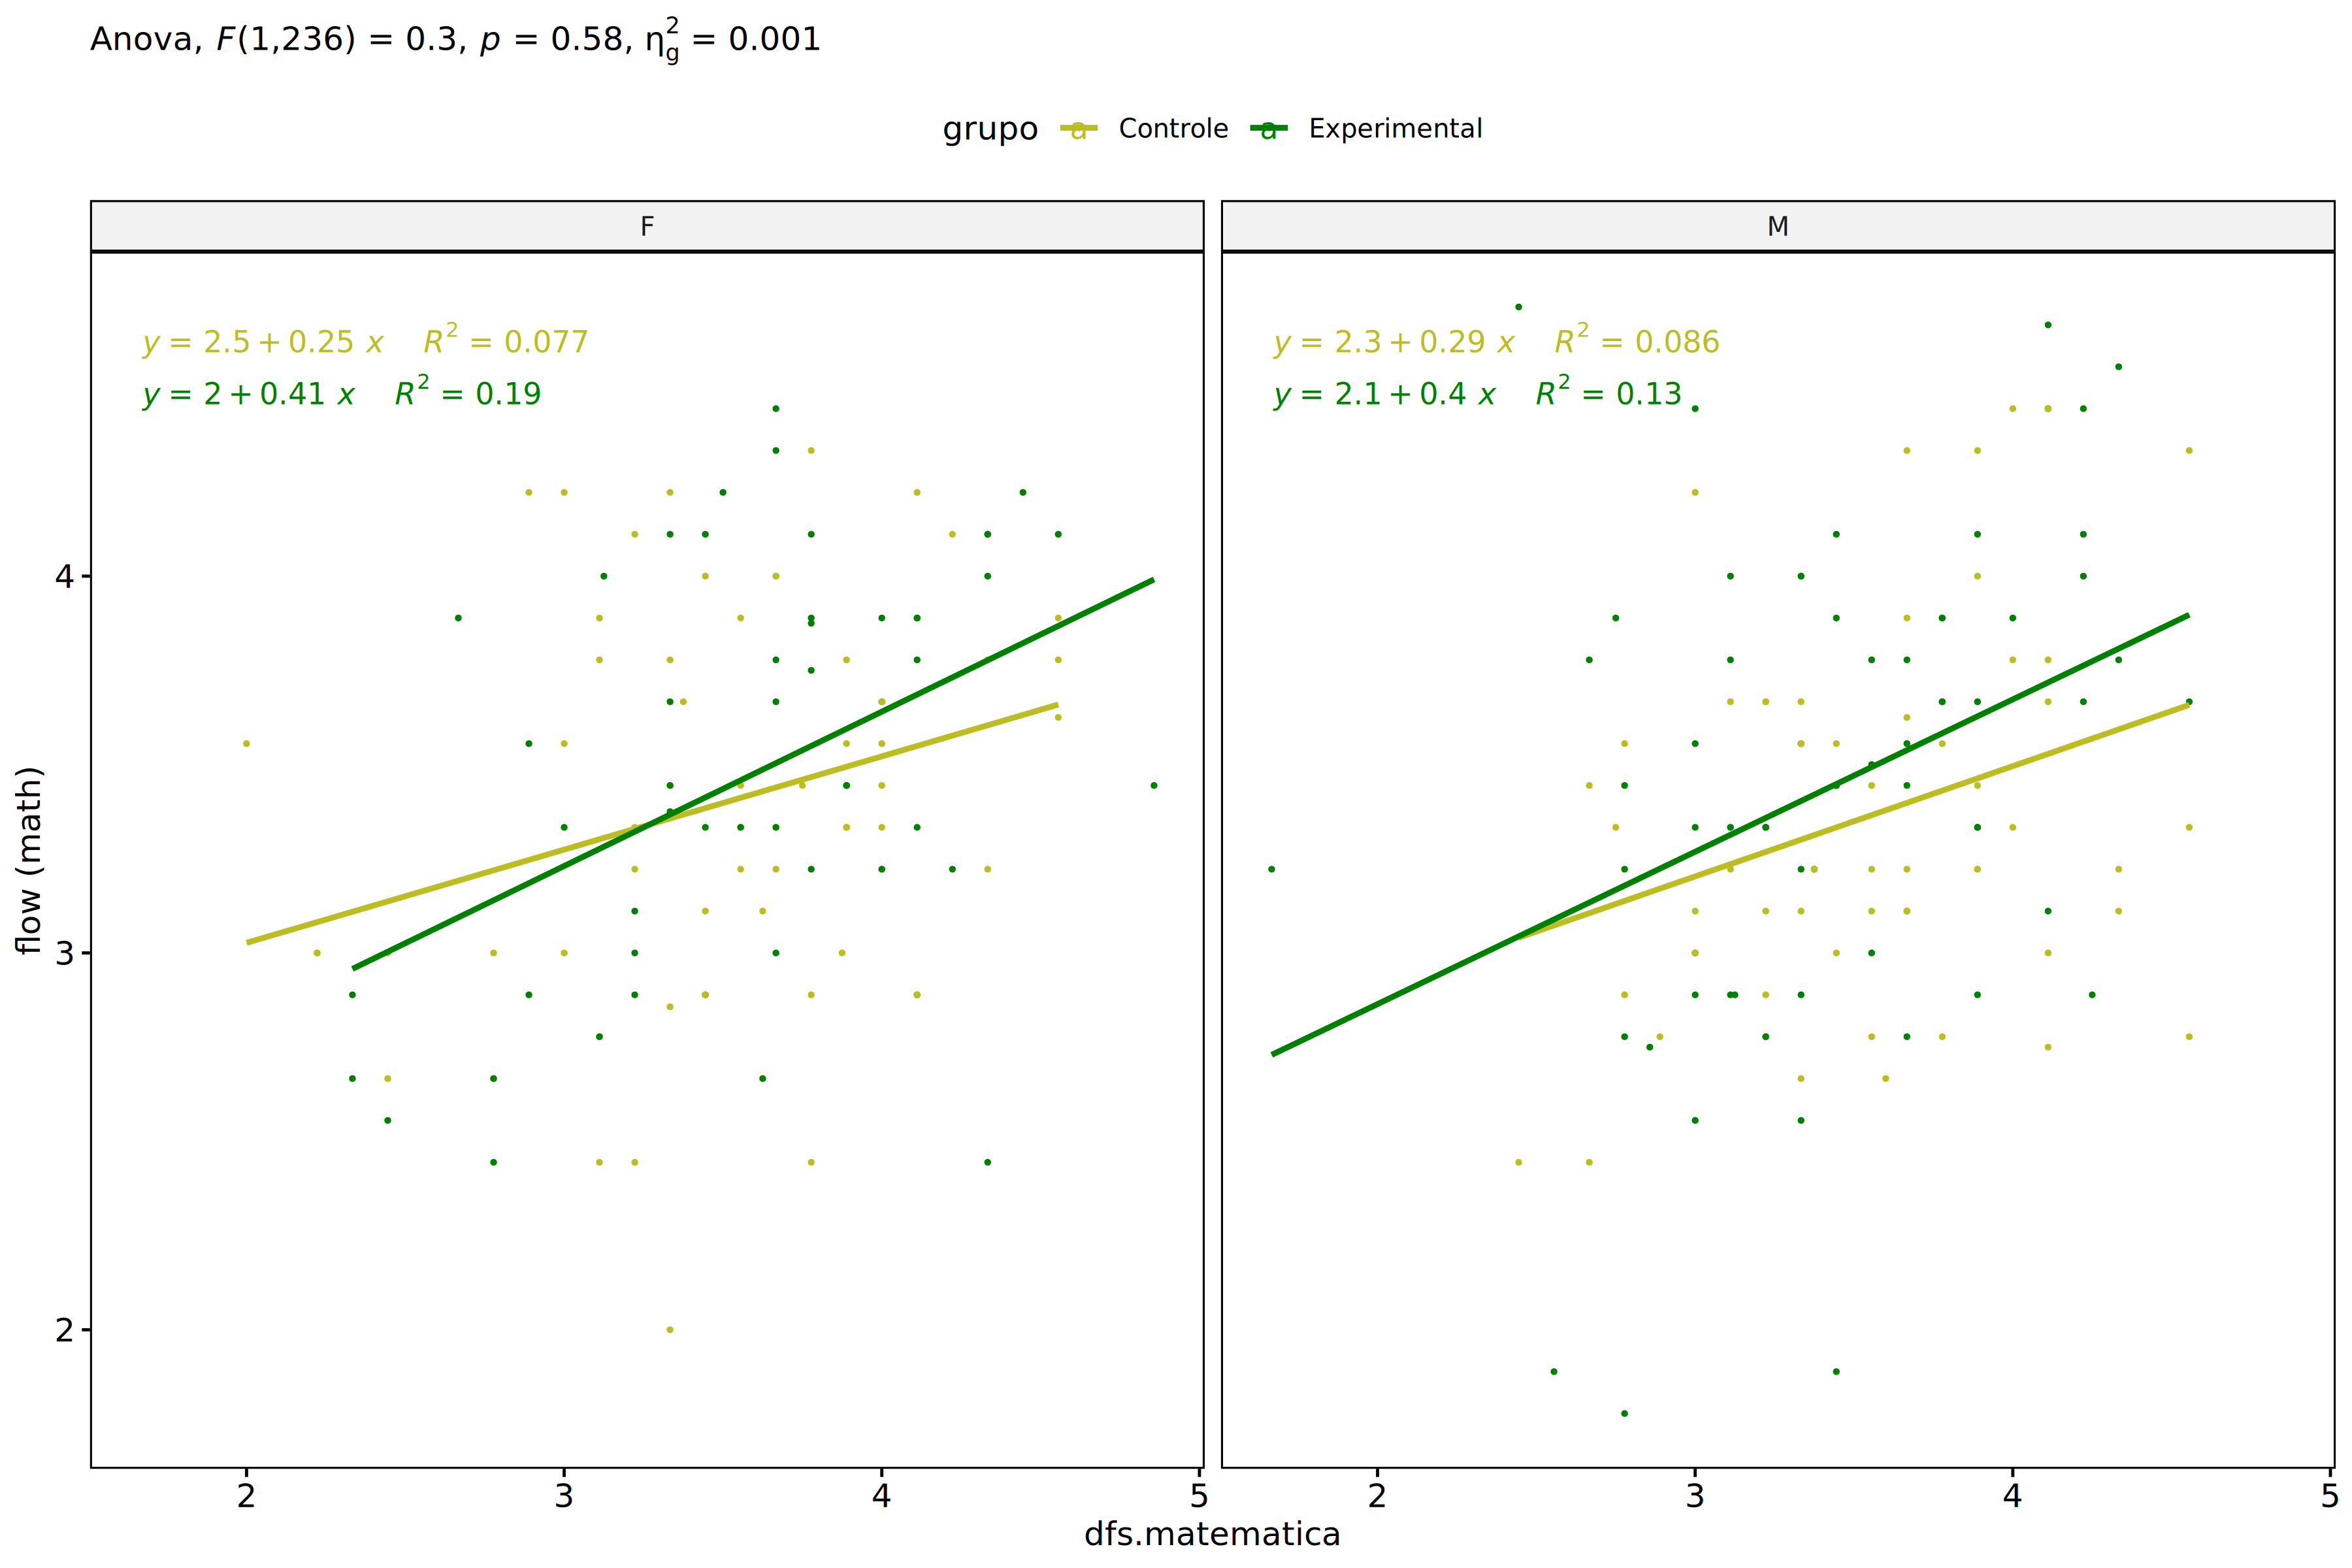 Anova, F(1,236) = 0.3, p = 0.58, η²g = 0.001
grupo a Controle a Experimental
F
M
y = 2.5 + 0.25 x R² = 0.077
y = 2 + 0.41 x R² = 0.19
y = 2.3 + 0.29 x R² = 0.086
y = 2.1 + 0.4 x R² = 0.13
flow (math)
4
3
2
2 3 4 5
2 3 4 5
dfs.matematica